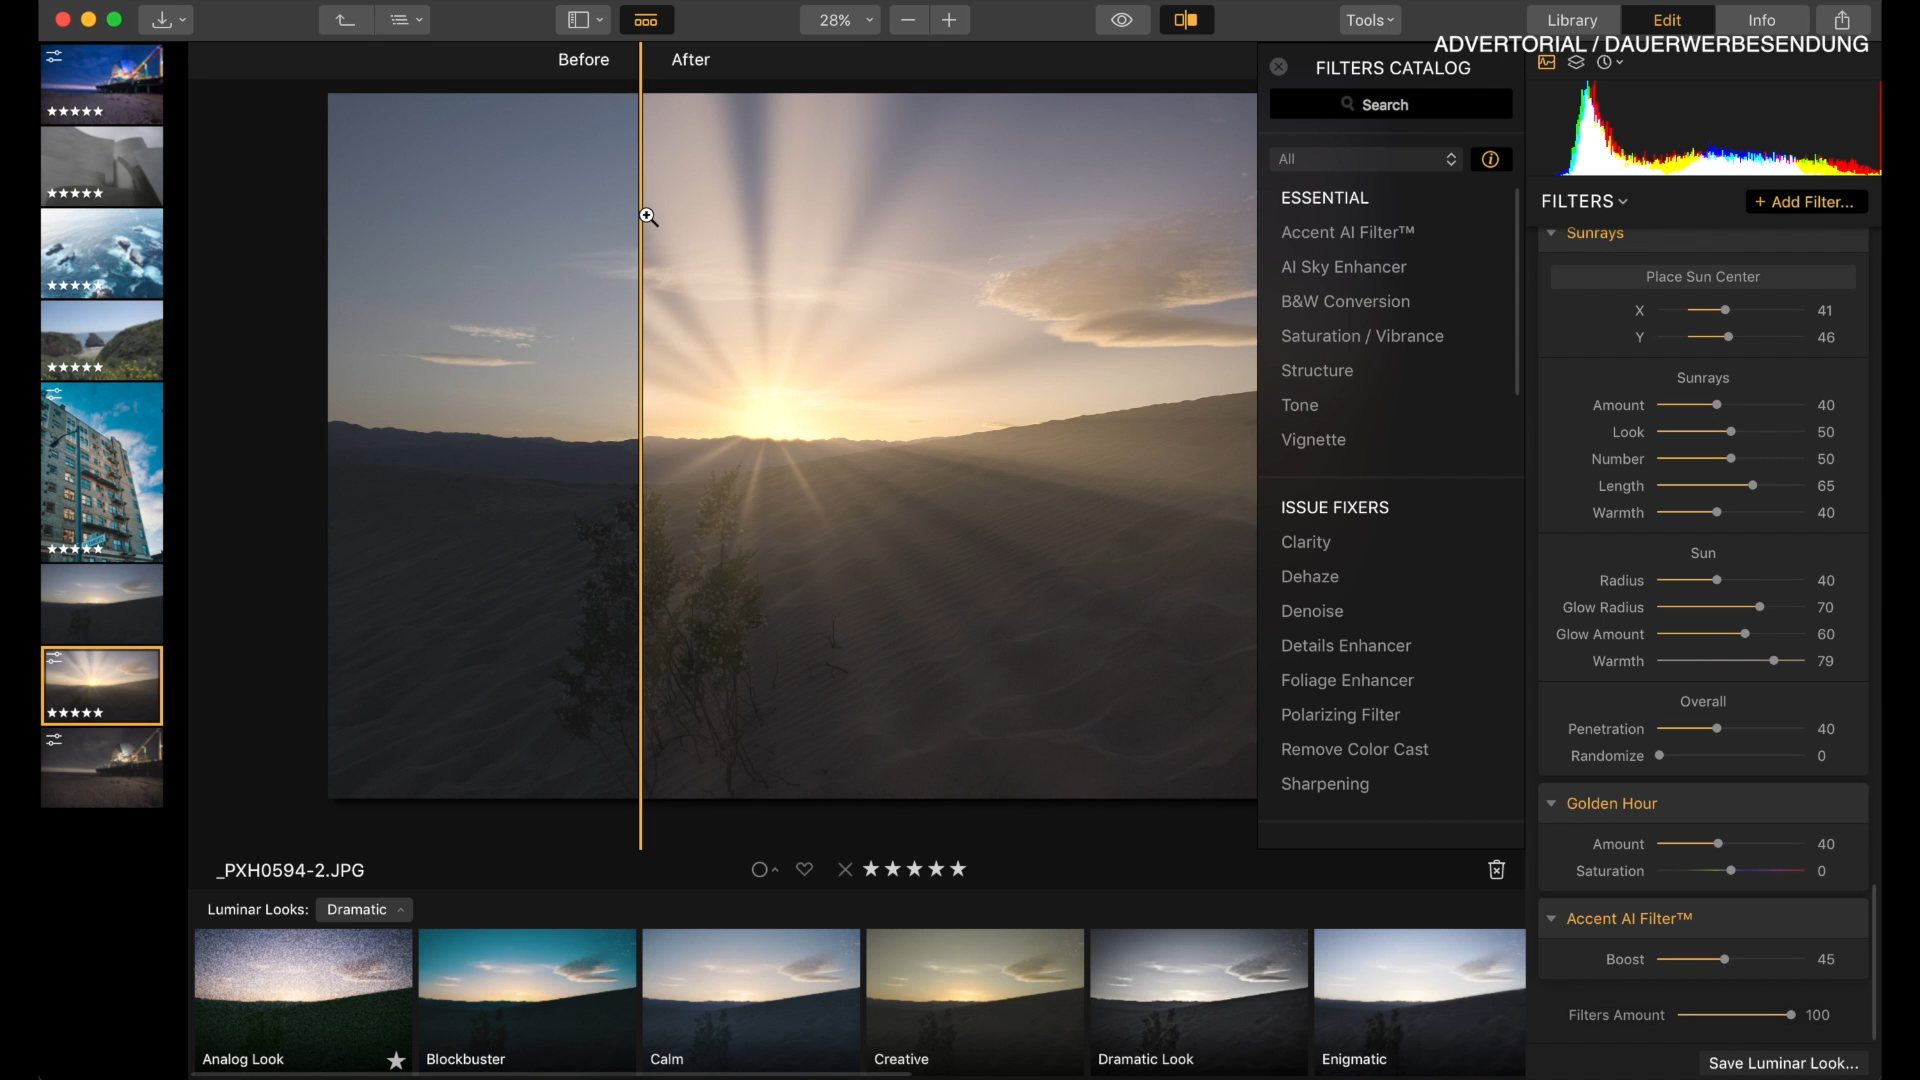 28%
Tools
Library
Edit
Info
ADVERTORIAL / DAUERWERBESENDUNG
Before
After
FILTERS CATALOG
Search
All
ESSENTIAL
Accent AI Filter™
AI Sky Enhancer
B&W Conversion
Saturation / Vibrance
Structure
Tone
Vignette
ISSUE FIXERS
Clarity
Dehaze
Denoise
Details Enhancer
Foliage Enhancer
Polarizing Filter
Remove Color Cast
Sharpening
FILTERS
+ Add Filter...
Sunrays
Place Sun Center
X 41
Y 46
Sunrays
Amount 40
Look 50
Number 50
Length 65
Warmth 40
Sun
Radius 40
Glow Radius 70
Glow Amount 60
Warmth 79
Overall
Penetration 40
Randomize 0
Golden Hour
Amount 40
Saturation 0
Accent AI Filter™
Boost 45
Filters Amount 100
Save Luminar Look...
_PXH0594-2.JPG
Luminar Looks: Dramatic
Analog Look
Blockbuster
Calm
Creative
Dramatic Look
Enigmatic